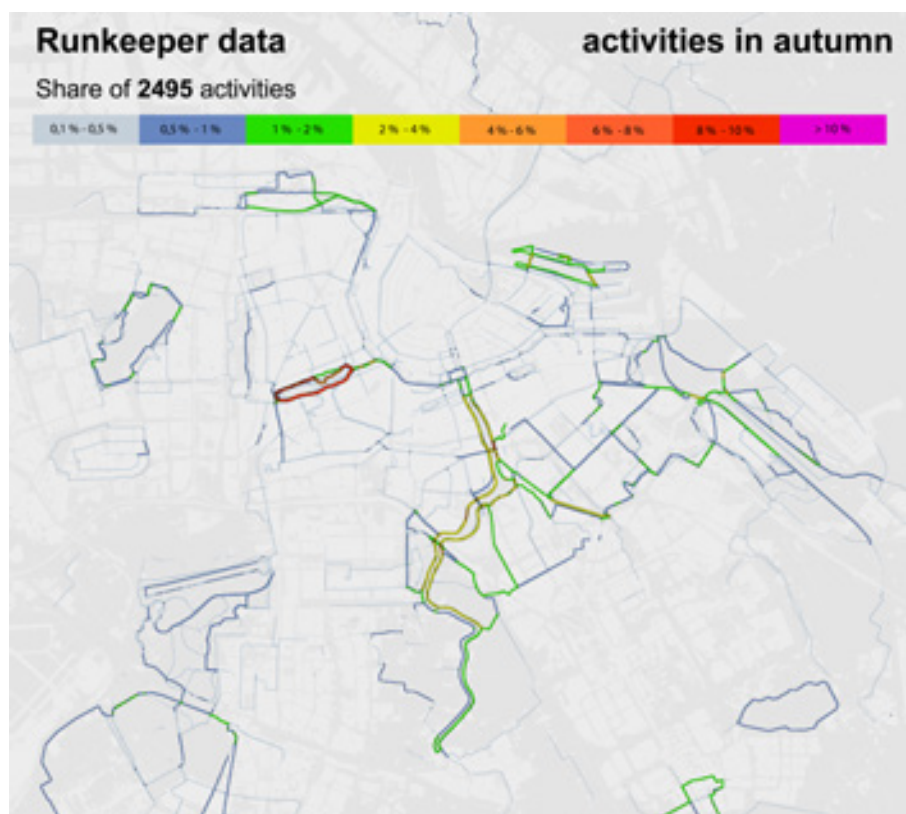 Runkeeper data
activities in autumn
Share of 2495 activities
0,1 % - 0,5 %
0,5 % - 1 %
1 % - 2 %
2 % - 4 %
4 % - 6 %
6 % - 8 %
8 % - 10 %
> 10 %